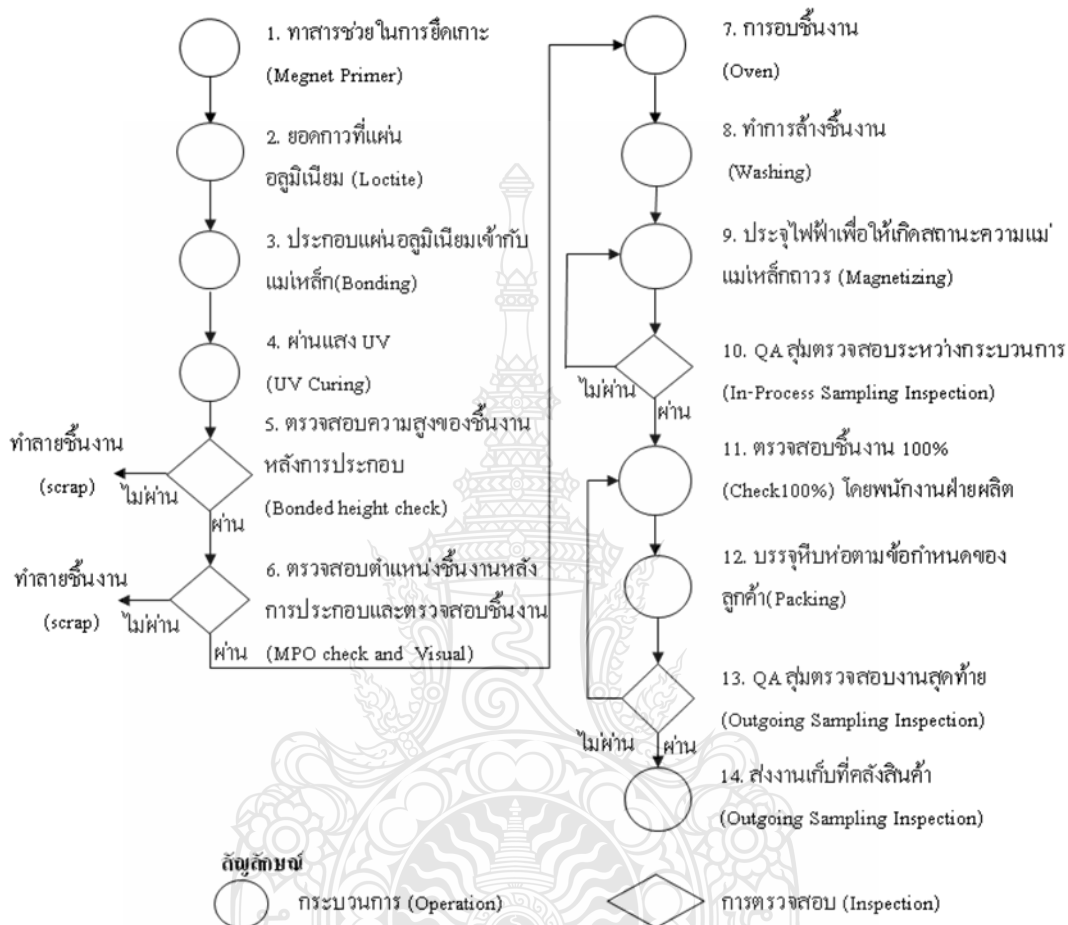 1. ทาสารช่วยในการยึดเกาะ
(Megnet Primer)
2. ยอดกาวที่แผ่น
อลูมิเนียม (Loctite)
3. ประกอบแผ่นอลูมิเนียมเข้ากับ
แม่เหล็ก(Bonding)
4. ผ่านแสง UV
(UV Curing)
5. ตรวจสอบความสูงของชิ้นงาน
หลังการประกอบ
(Bonded height check)
ทำลายชิ้นงาน
(scrap)
ไม่ผ่าน
ผ่าน
6. ตรวจสอบตำแหน่งชิ้นงานหลัง
การประกอบและตรวจสอบชิ้นงาน
(MPO check and Visual)
ทำลายชิ้นงาน
(scrap)
ไม่ผ่าน
ผ่าน
7. การอบชิ้นงาน
(Oven)
8. ทำการล้างชิ้นงาน
(Washing)
9. ประจุไฟฟ้าเพื่อให้เกิดสถานะความแม่
แม่เหล็กถาวร (Magnetizing)
10. QA สุ่มตรวจสอบระหว่างกระบวนการ
(In-Process Sampling Inspection)
ไม่ผ่าน
ผ่าน
11. ตรวจสอบชิ้นงาน 100%
(Check100%) โดยพนักงานฝ่ายผลิต
12. บรรจุหีบห่อตามข้อกำหนดของ
ลูกค้า(Packing)
13. QA สุ่มตรวจสอบงานสุดท้าย
(Outgoing Sampling Inspection)
ไม่ผ่าน
ผ่าน
14. ส่งงานเก็บที่คลังสินค้า
(Outgoing Sampling Inspection)
สัญลักษณ์
กระบวนการ (Operation)
การตรวจสอบ (Inspection)